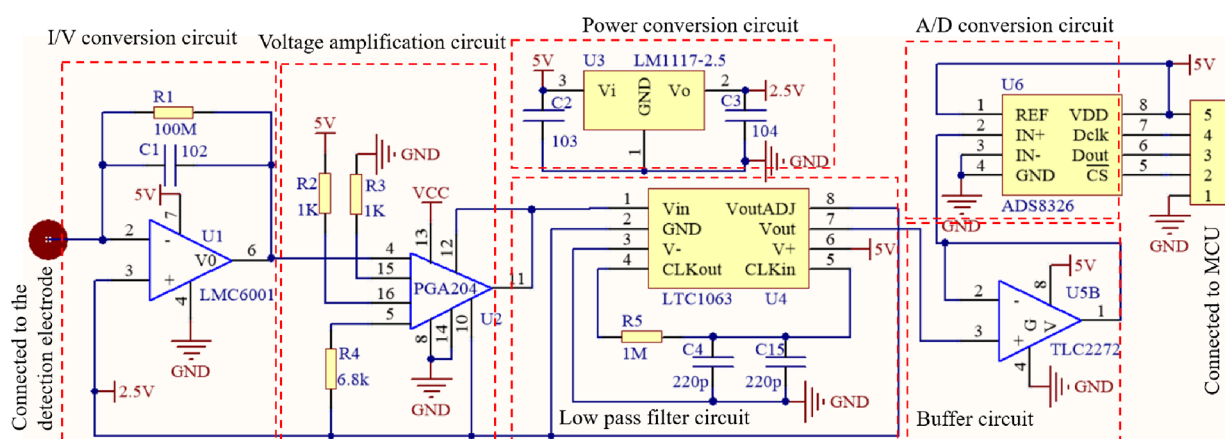 I/V conversion circuit
Voltage amplification circuit
Power conversion circuit
A/D conversion circuit
R1
100M
C1
102
5V
7
2
-
U1
V0
6
3
+
4
LMC6001
GND
2.5V
Connected to the
detection electrode
5V
GND
R2
1K
R3
1K
VCC
13
12
4
15
16
5
PGA204
11
U2
8
14
10
R4
6.8k
GND
5V
U3
LM1117-2.5
3
Vi
GND
Vo
2
2.5V
C2
103
1
C3
104
GND
1
Vin
VoutADJ
8
2
GND
Vout
7
3
V-
V+
6
5V
4
CLKout
CLKin
5
LTC1063
U4
R5
1M
C4
220p
C15
220p
GND
Low pass filter circuit
5V
U6
1
REF
VDD
8
2
IN+
Dclk
7
3
IN-
Dout
6
4
GND
CS
5
ADS8326
GND
5
4
3
2
1
GND
5V
8
2
-
U5B
1
3
+
G
V
TLC2272
4
GND
Buffer circuit
Connected to MCU